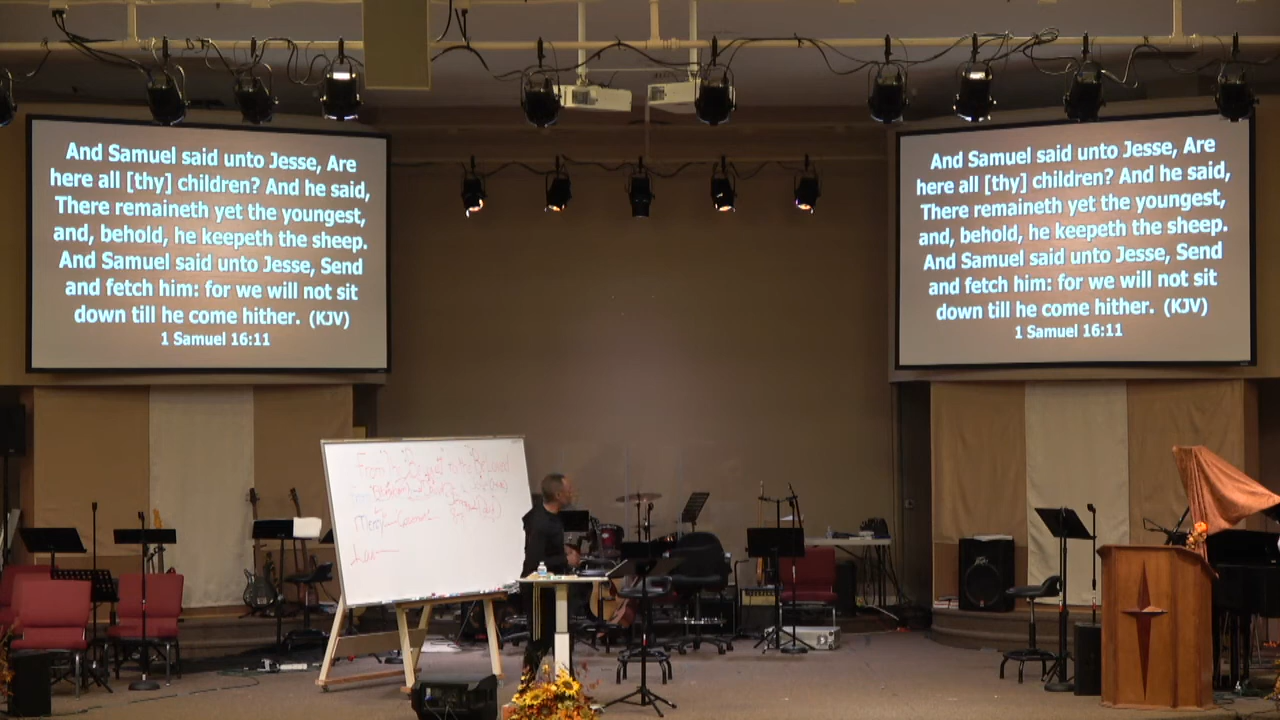 And Samuel said unto Jesse, Are
here all [thy] children? And he said,
There remaineth yet the youngest,
and, behold, he keepeth the sheep.
And Samuel said unto Jesse, Send
and fetch him: for we will not sit
down till he come hither. (KJV)
1 Samuel 16:11
And Samuel said unto Jesse, Are
here all [thy] children? And he said,
There remaineth yet the youngest,
and, behold, he keepeth the sheep.
And Samuel said unto Jesse, Send
and fetch him: for we will not sit
down till he come hither. (KJV)
1 Samuel 16:11
From to the
From
Mercy